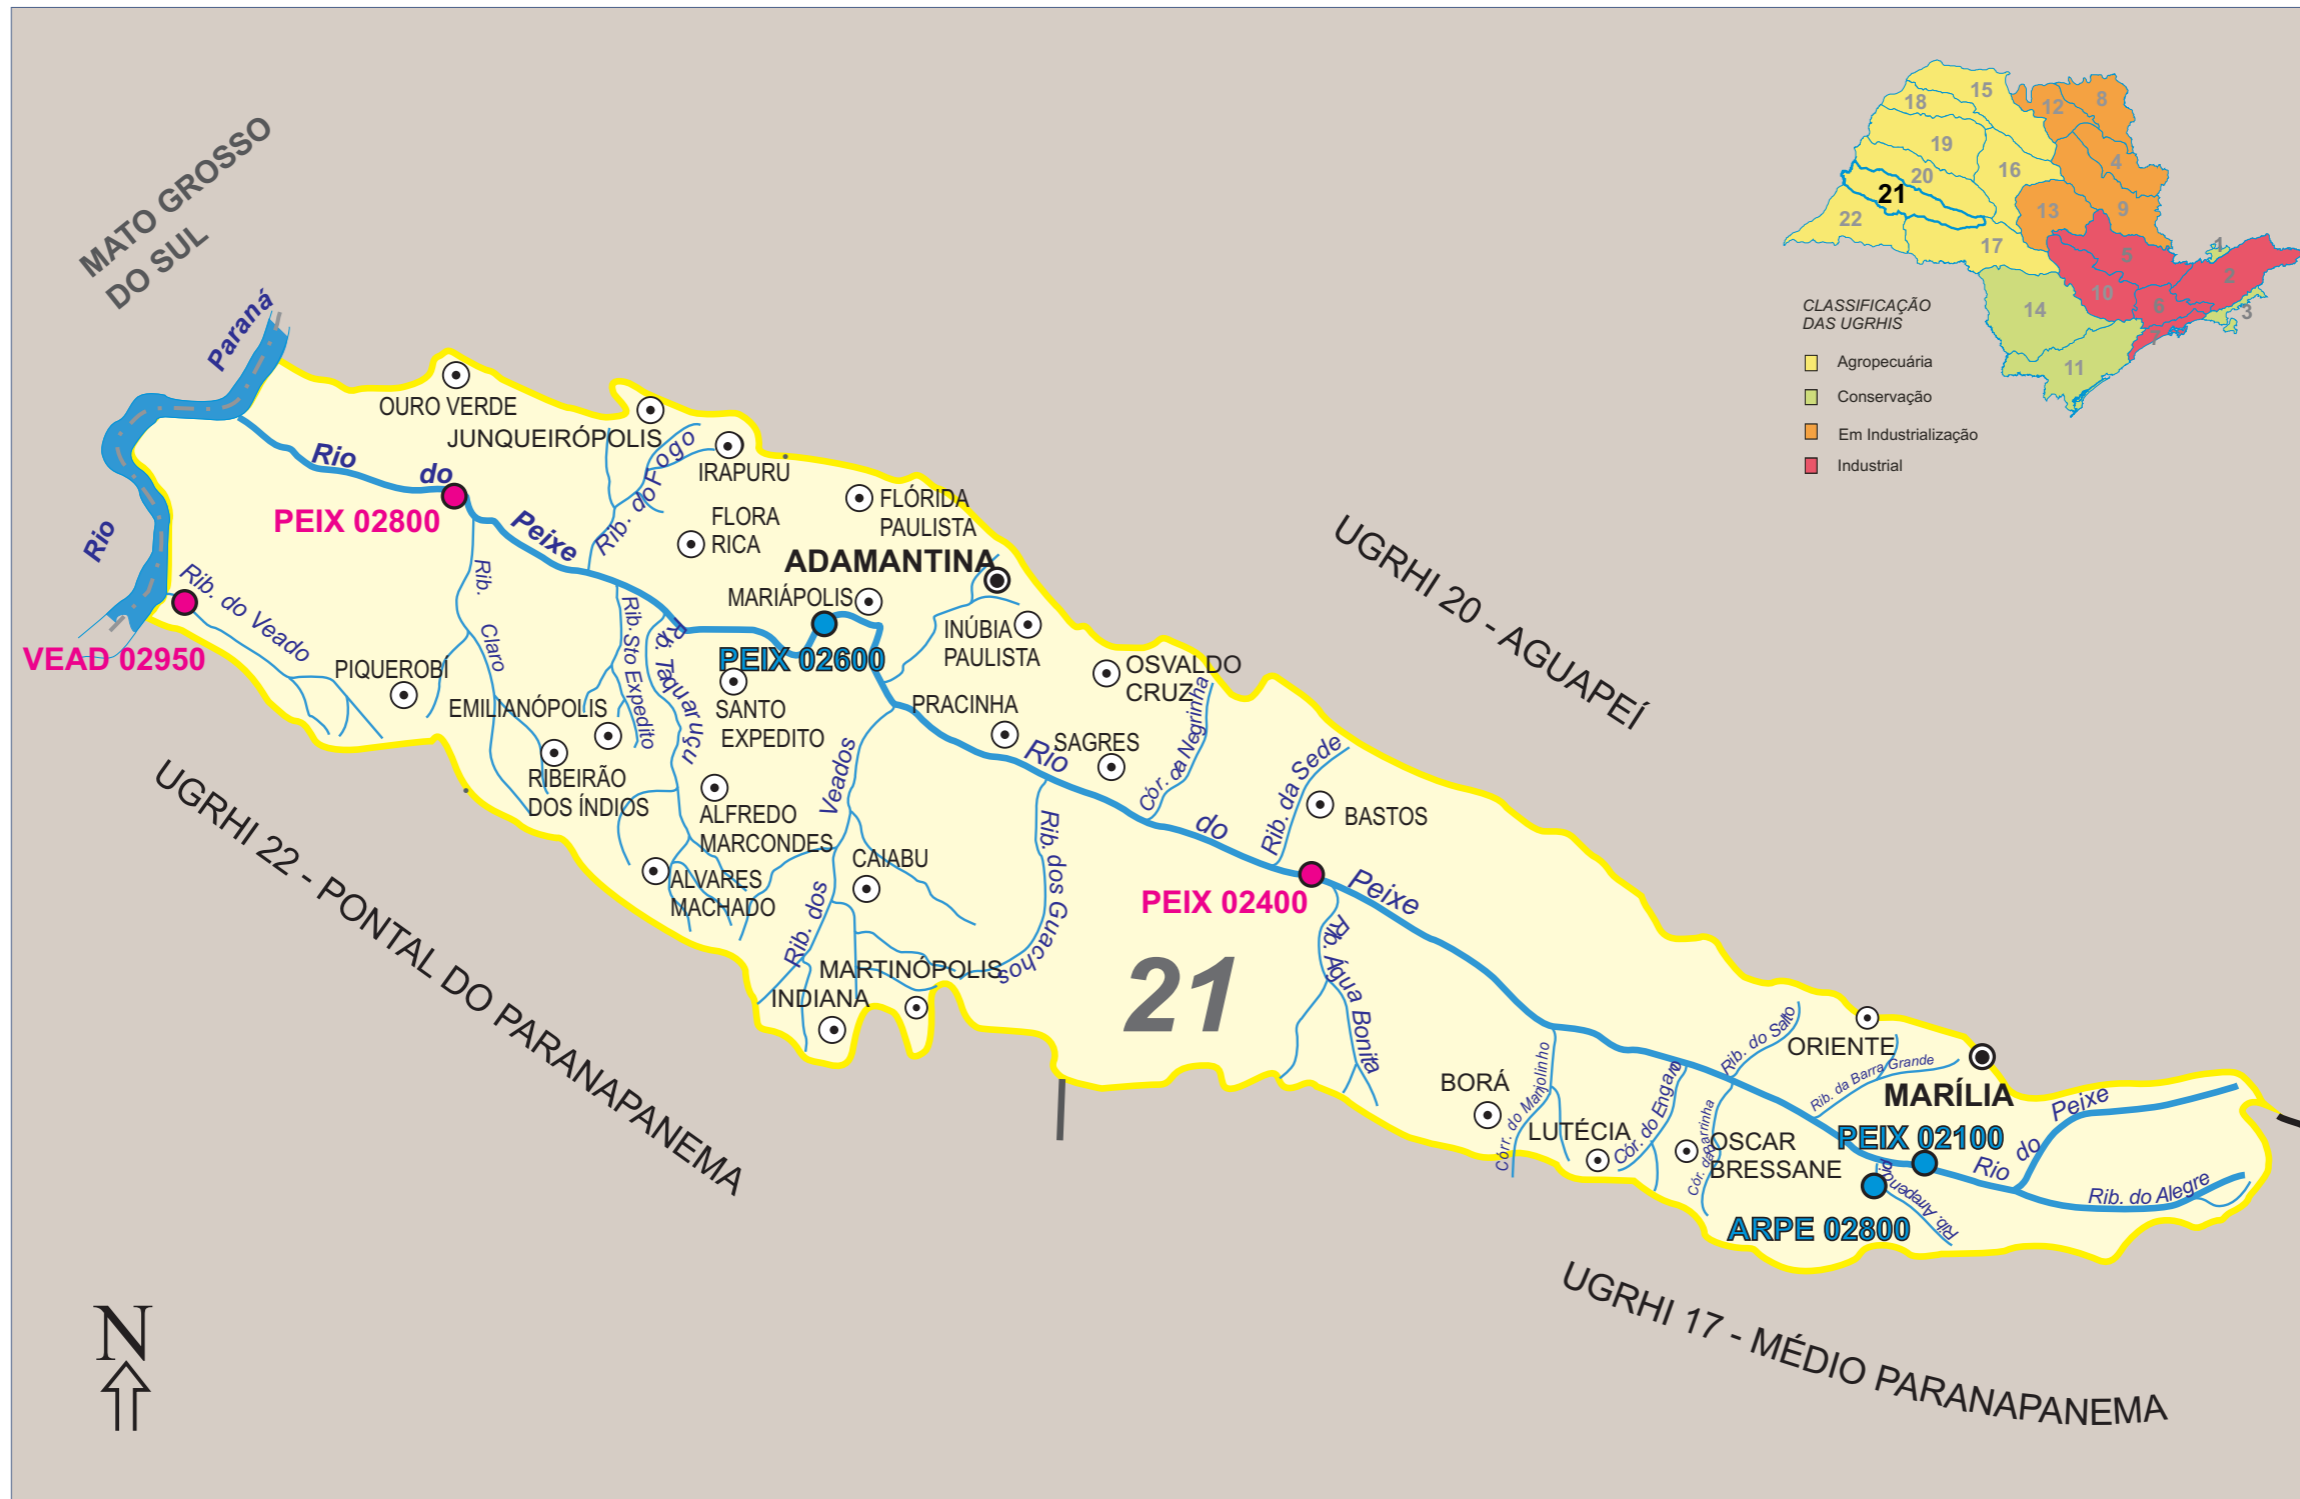 MATO GROSSO
DO SUL
Paraná
Rio
15
18
12
8
19
4
16
20
21
22
13
9
17
1
5
2
10
6
3
14
11
CLASSIFICAÇÃO
DAS UGRHIS
Agropecuária
Conservação
Em Industrialização
Industrial
OURO VERDE
JUNQUEIRÓPOLIS
Rio do Peixe
PEIX 02800
Rib. do Fogo
IRAPURU
FLORA
RICA
FLÓRIDA
PAULISTA
ADAMANTINA
MARIÁPOLIS
UGRHI 20 - AGUAPEÍ
Rib. do Veado
VEAD 02950
Rib. Claro
Rib. Sto Expedito
Rib. Taquaruçu
PEIX 02600
INÚBIA
PAULISTA
OSVALDO
CRUZ
PIQUEROBÍ
EMILIANÓPOLIS
SANTO
EXPEDITO
PRACINHA
SAGRES
Rio do Peixe
RIBEIRÃO
DOS ÍNDIOS
ALFREDO
MARCONDES
Rib. dos Veados
CAIABU
ALVARES
MACHADO
Rib. dos Guachos
Cór. da Negrinha
Rib. da Sede
BASTOS
PEIX 02400
MARTINÓPOLIS
INDIANA
21
Rib. Água Bonita
UGRHI 22 - PONTAL DO PARANAPANEMA
BORÁ
Córr. do Manjolinho
LUTÉCIA
Cór. do Engano
Rib. do Salto
ORIENTE
Rib. da Barra Grande
MARÍLIA
OSCAR
BRESSANE
PEIX 02100
Rio do Peixe
Rib. do Alegre
ARPE 02800
UGRHI 17 - MÉDIO PARANAPANEMA
N